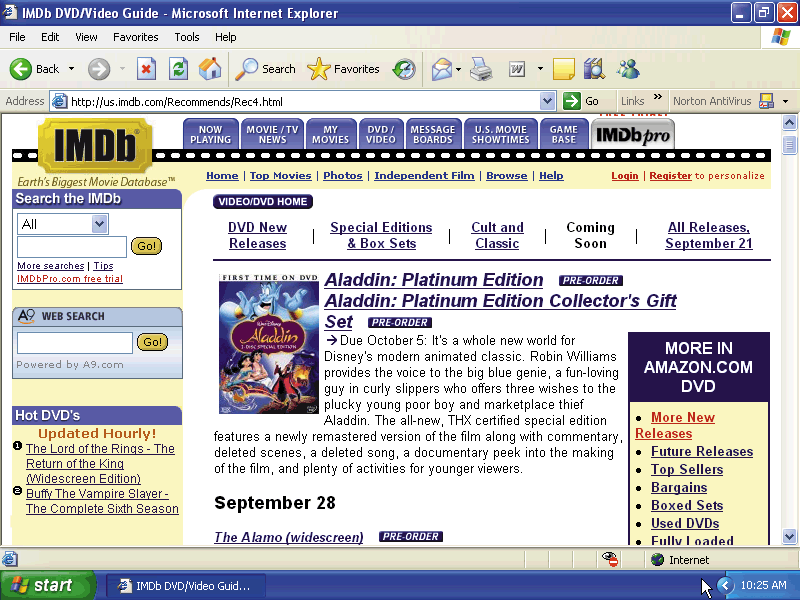 IMDb DVD/Video Guide - Microsoft Internet Explorer
File Edit View Favorites Tools Help
Back Search Favorites
Address http://us.imdb.com/Recommends/Rec4.html Go Links » Norton AntiVirus
IMDb
Earth's Biggest Movie Database™
NOW PLAYING
MOVIE / TV NEWS
MY MOVIES
DVD / VIDEO
MESSAGE BOARDS
U.S. MOVIE SHOWTIMES
GAME BASE
IMDbpro
Home | Top Movies | Photos | Independent Film | Browse | Help
Login | Register to personalize
Search the IMDb
All
Go!
More searches | Tips
IMDbPro.com free trial
A9 WEB SEARCH
Go!
Powered by A9.com
Hot DVD's
Updated Hourly!
1 The Lord of the Rings - The
Return of the King
(Widescreen Edition)
2 Buffy The Vampire Slayer -
The Complete Sixth Season
VIDEO/DVD HOME
DVD New Releases | Special Editions & Box Sets | Cult and Classic | Coming Soon | All Releases, September 21
FIRST TIME ON DVD
Aladdin
2-DISC SPECIAL EDITION
Aladdin: Platinum Edition PRE-ORDER
Aladdin: Platinum Edition Collector's Gift
Set PRE-ORDER
→Due October 5: It's a whole new world for
Disney's modern animated classic. Robin Williams
provides the voice to the big blue genie, a fun-loving
guy in curly slippers who offers three wishes to the
plucky young poor boy and marketplace thief
Aladdin. The all-new, THX certified special edition
features a newly remastered version of the film along with commentary,
deleted scenes, a deleted song, a documentary peek into the making
of the film, and plenty of activities for younger viewers.
September 28
The Alamo (widescreen) PRE-ORDER
MORE IN
AMAZON.COM
DVD
• More New
Releases
• Future Releases
• Top Sellers
• Bargains
• Boxed Sets
• Used DVDs
• Fully Loaded
Internet
start IMDb DVD/Video Guid... 10:25 AM